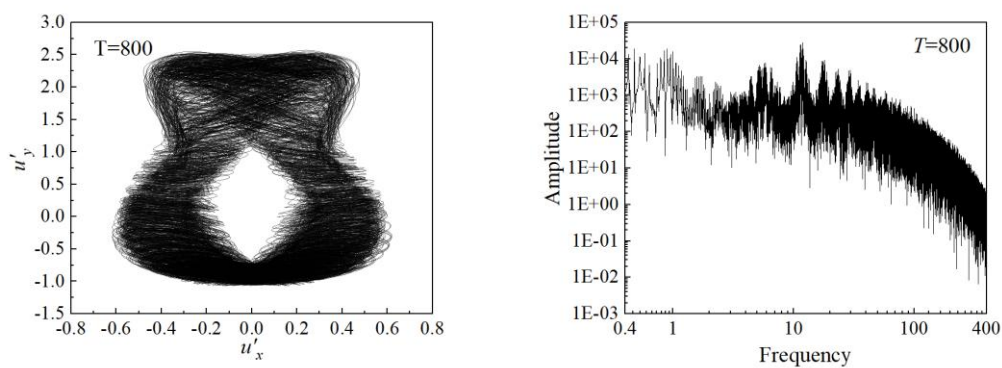 T=800
3.0
2.5
2.0
1.5
1.0
0.5
0.0
-0.5
-1.0
-1.5
u'y
-0.8 -0.6 -0.4 -0.2 0.0 0.2 0.4 0.6 0.8
u'x
T=800
1E+05
1E+04
1E+03
1E+02
1E+01
1E+00
1E-01
1E-02
1E-03
Amplitude
0.4 1 10 100 400
Frequency